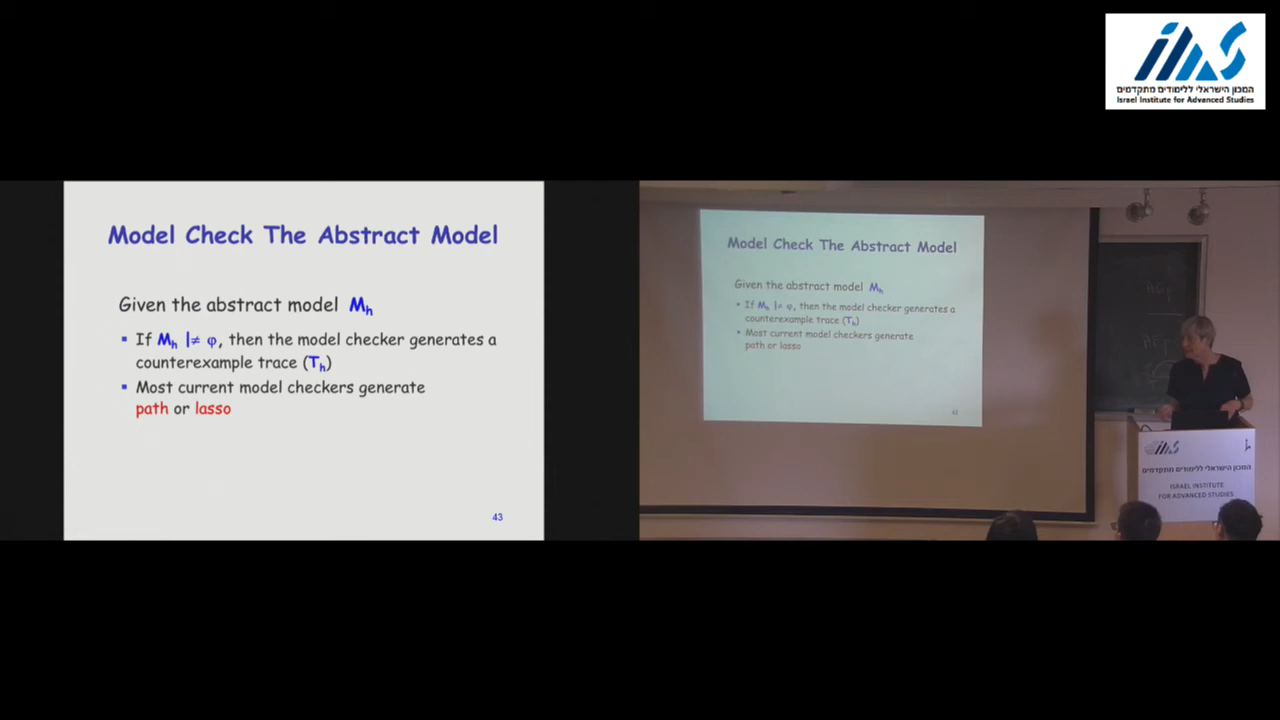 המכון הישראלי ללימודים מתקדמים
Israel Institute for Advanced Studies
Model Check The Abstract Model
Given the abstract model Mh
▪ If Mh |≠ φ, then the model checker generates a
counterexample trace (Th)
▪ Most current model checkers generate
path or lasso
43
Model Check The Abstract Model
Given the abstract model Mh
▪ If Mh |≠ φ, then the model checker generates a
counterexample trace (Th)
▪ Most current model checkers generate
path or lasso
המכון הישראלי ללימודים מתקדמים
ISRAEL INSTITUTE
FOR ADVANCED STUDIES